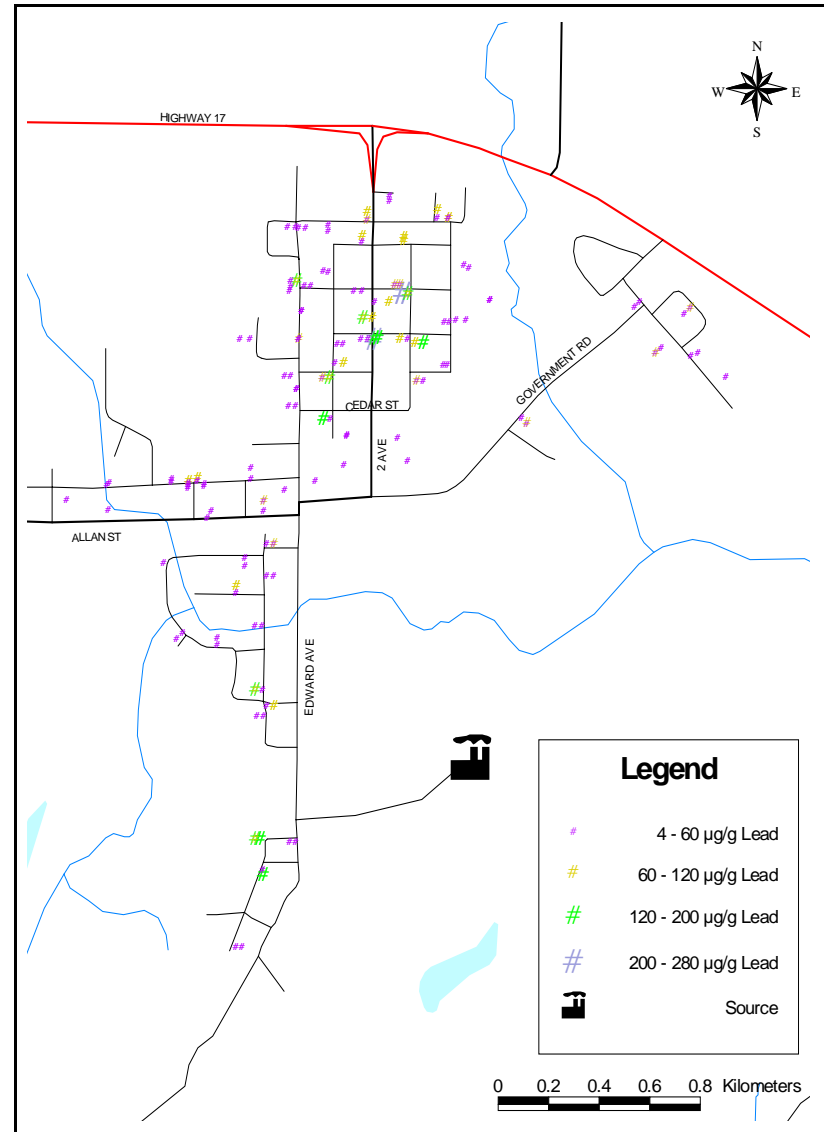 N
W E
S
HIGHWAY 17
GOVERNMENT RD
CEDAR ST
2 AVE
ALLAN ST
EDWARD AVE
Legend
# 4 - 60 µg/g Lead
# 60 - 120 µg/g Lead
# 120 - 200 µg/g Lead
# 200 - 280 µg/g Lead
Source
0 0.2 0.4 0.6 0.8 Kilometers